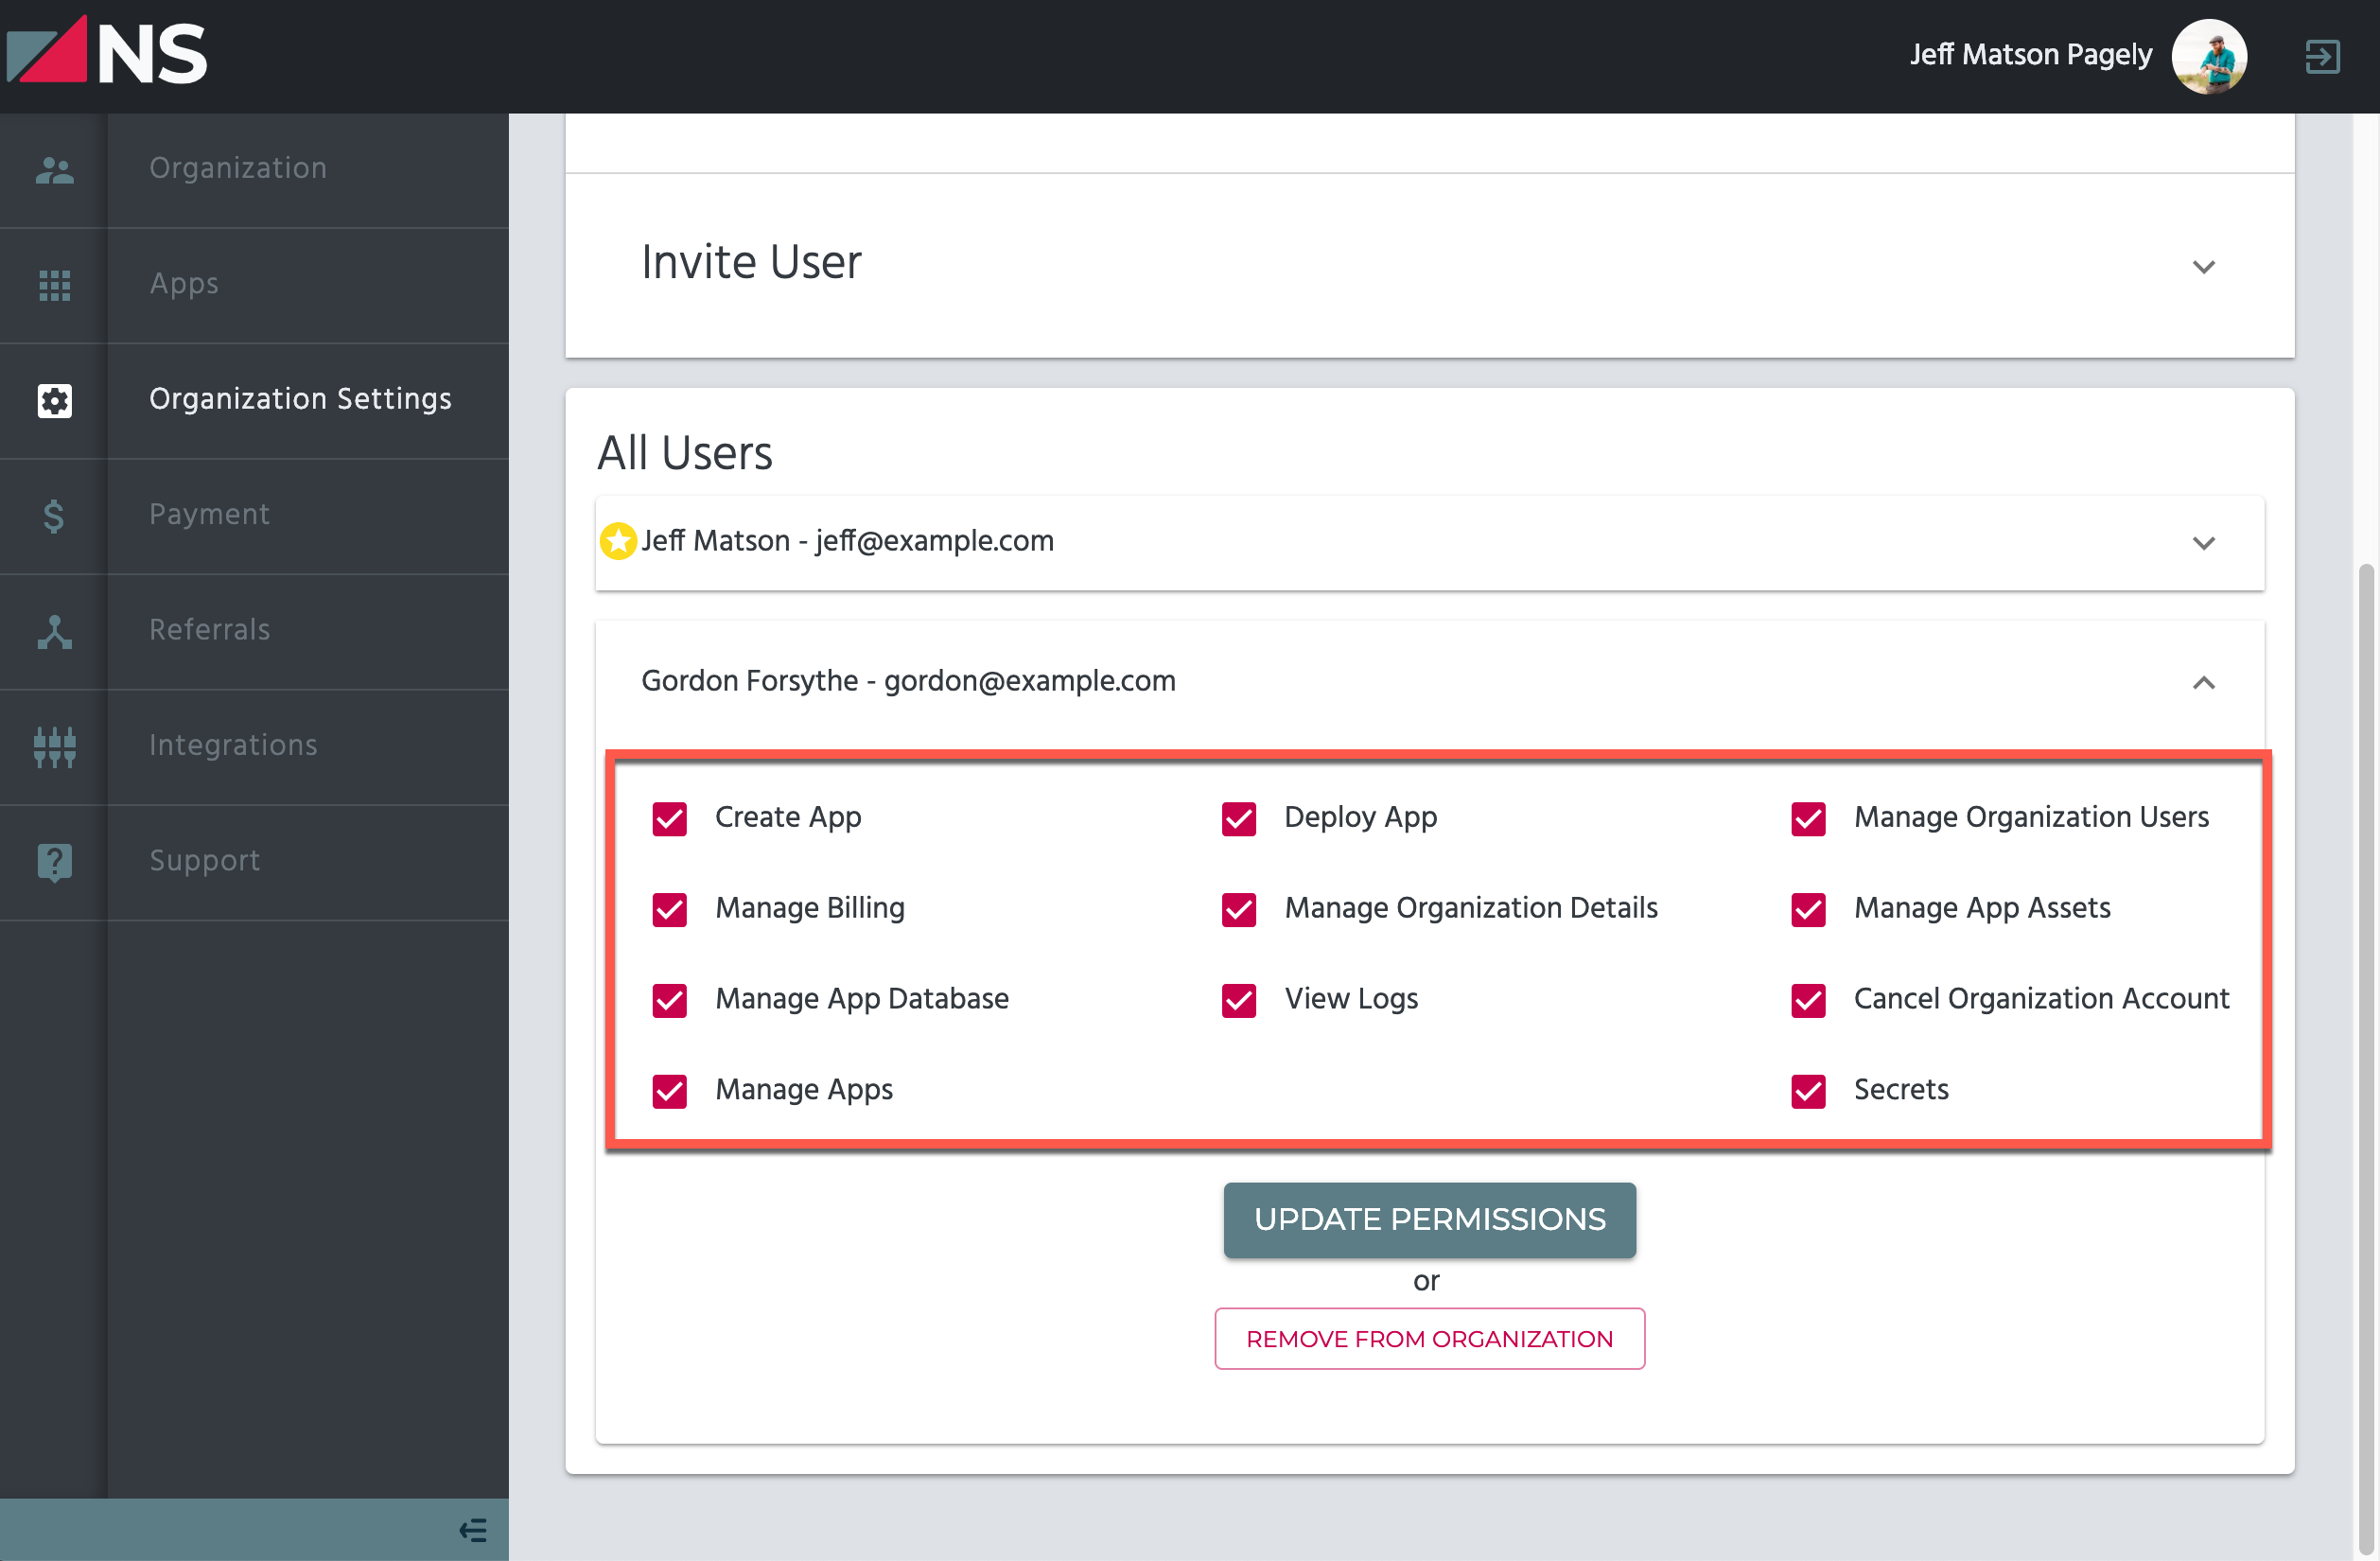 NS
Jeff Matson Pagely
Organization
Apps
Organization Settings
Payment
Referrals
Integrations
Support
Invite User
All Users
Jeff Matson - jeff@example.com
Gordon Forsythe - gordon@example.com
Create App
Deploy App
Manage Organization Users
Manage Billing
Manage Organization Details
Manage App Assets
Manage App Database
View Logs
Cancel Organization Account
Manage Apps
Secrets
UPDATE PERMISSIONS
or
REMOVE FROM ORGANIZATION